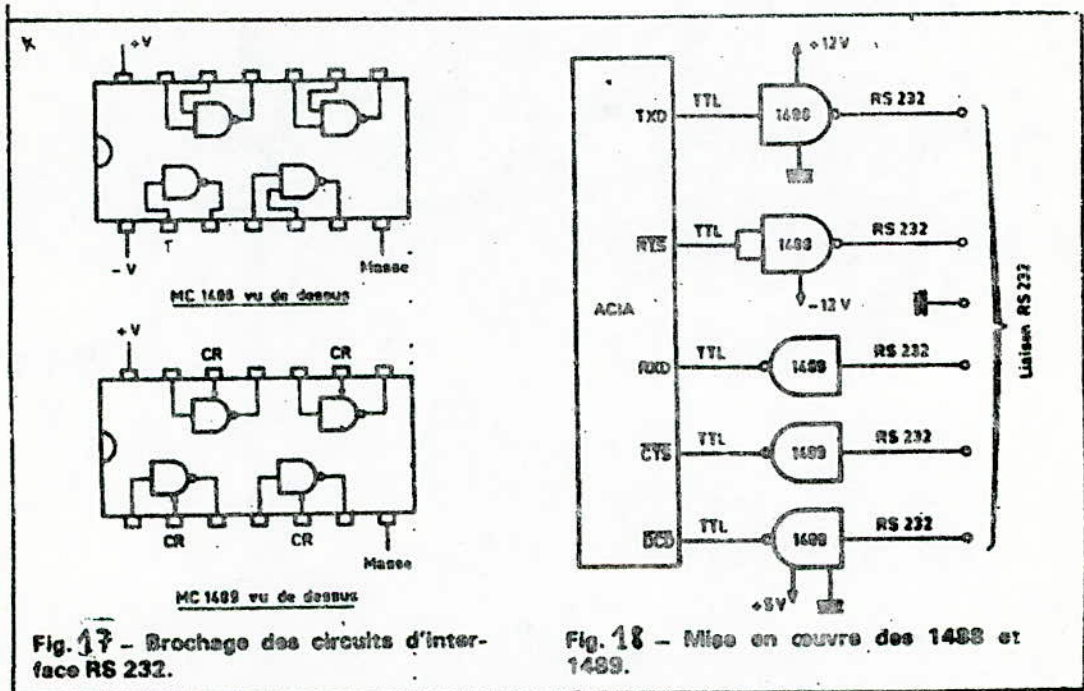 +V
-V
T
Masse
MC 1488 vu de dessus
+V
CR
CR
CR
CR
Masse
MC 1489 vu de dessus
Fig. 17 – Brochage des circuits d'inter-
face RS 232.
+12V
TXD
TTL
1488
RS 232
RTS
TTL
1488
RS 232
-12V
ACIA
RXD
TTL
1489
RS 232
CTS
TTL
1489
RS 232
DCD
TTL
1489
RS 232
+5V
Liaison RS 232
Fig. 18 – Mise en œuvre des 1488 et
1489.